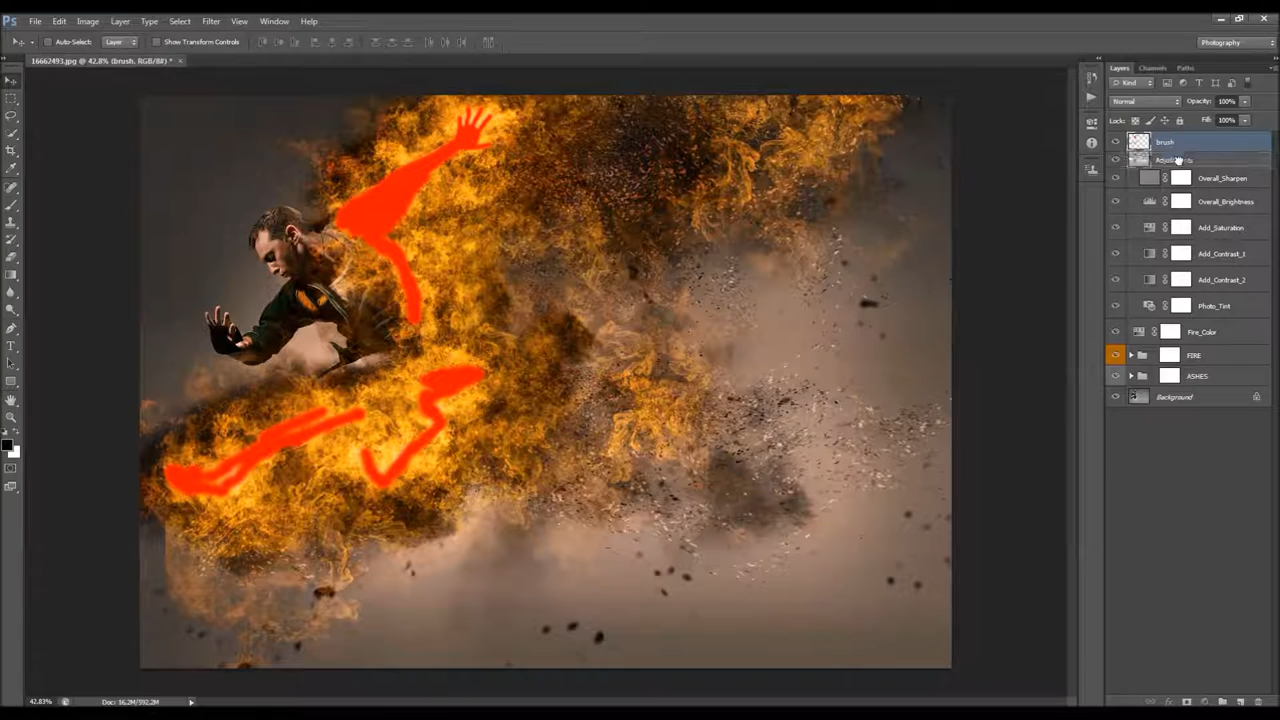 Ps File Edit Image Layer Type Select Filter View Window Help
Auto-Select: Layer Show Transform Controls Photography
16662493.jpg @ 42,8% (brush, RGB/8#) * ×
Layers Channels Paths
Kind
Normal Opacity: 100%
Lock: Fill: 100%
brush
Overall_Sharpen
Overall_Brightness
Add_Saturation
Add_Contrast_1
Add_Contrast_2
Photo_Tint
Fire_Color
FIRE
ASHES
Background
42,83% Doc: 16,2M/592,2M